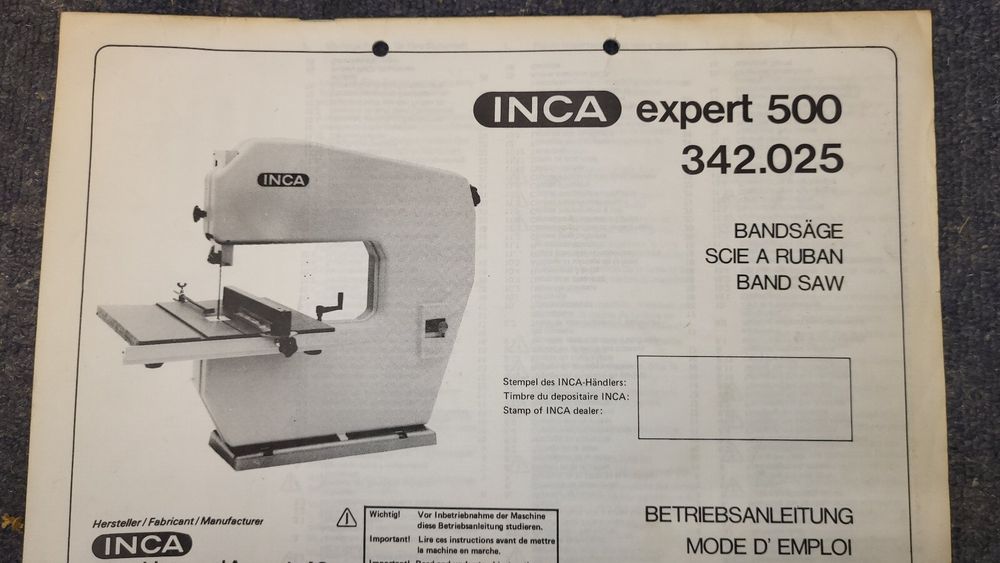 INCA expert 500
342.025
INCA
BANDSÄGE
SCIE A RUBAN
BAND SAW
Stempel des INCA-Händlers:
Timbre du depositaire INCA:
Stamp of INCA dealer:
Hersteller/Fabricant/Manufacturer
INCA
Wichtig! Vor Inbetriebnahme der Maschine
diese Betriebsanleitung studieren.
Important! Lire ces instructions avant de mettre
la machine en marche.
BETRIEBSANLEITUNG
MODE D' EMPLOI